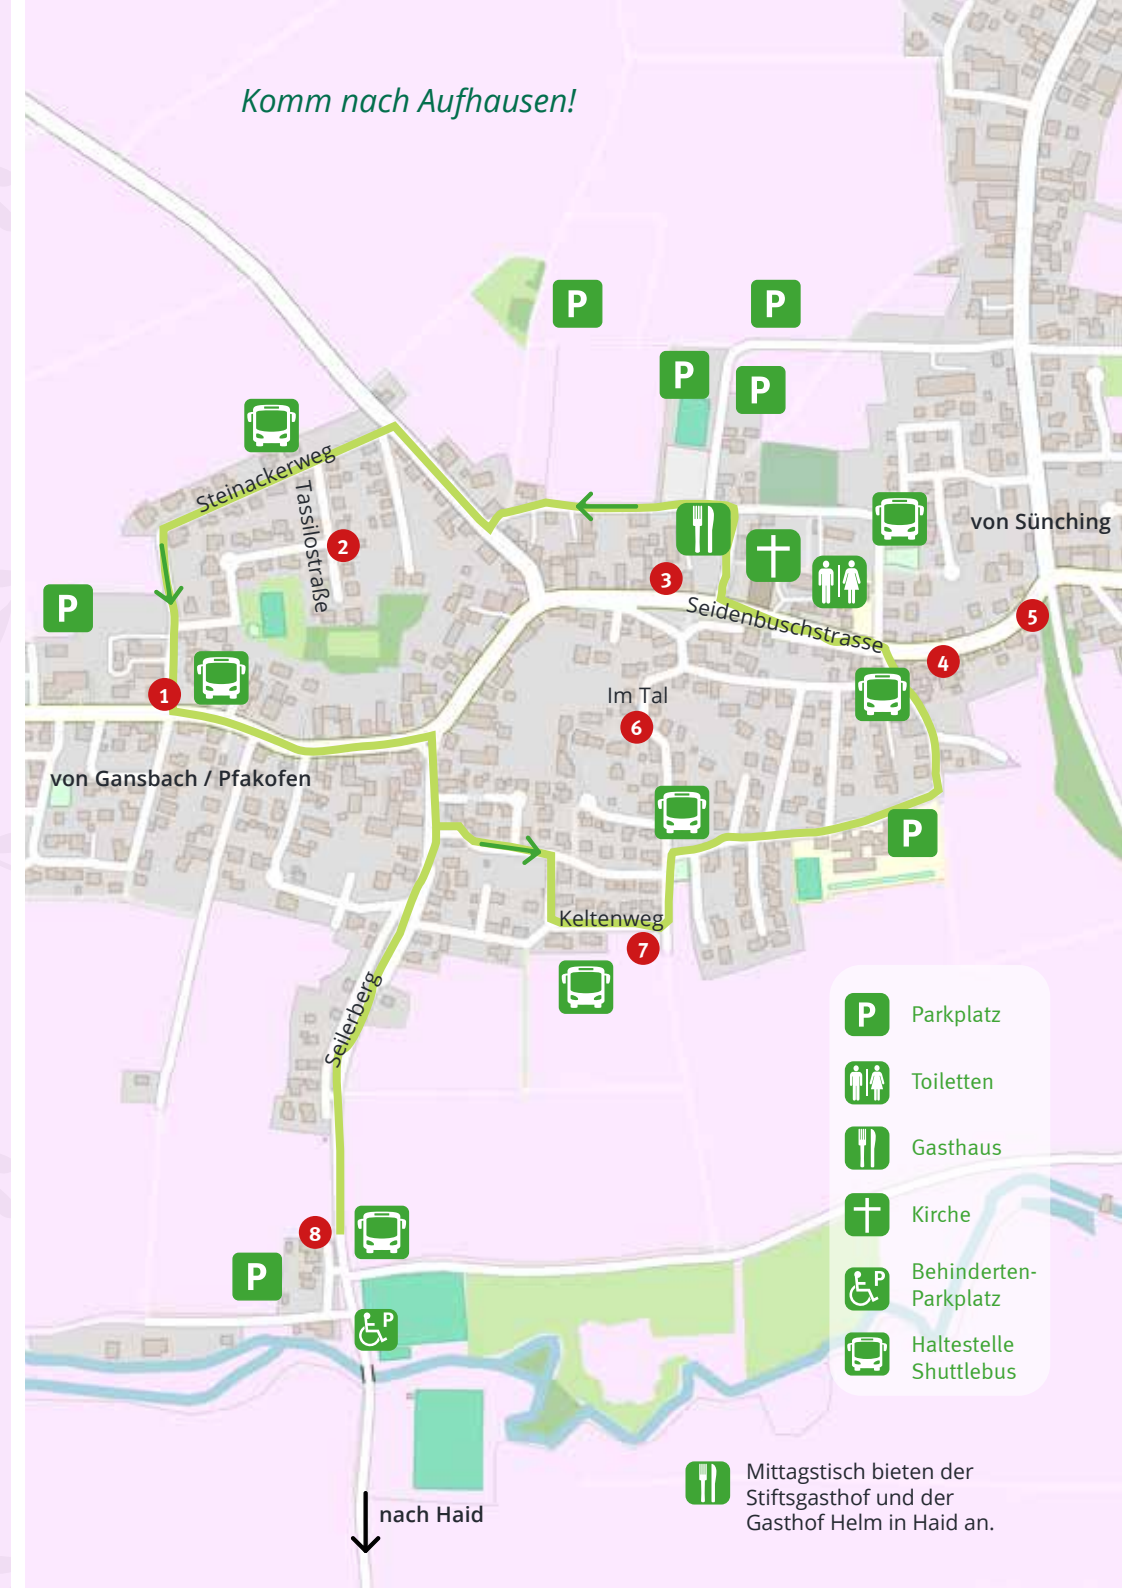 Komm nach Aufhausen!
P
P
P
P
Steinackerweg
Tassilostraße
2
von Sünching
P
3
Seidenbuschstrasse
5
4
1
Im Tal
6
von Gansbach / Pfakofen
P
Keltenweg
7
Seilerberg
P
Parkplatz
Toiletten
Gasthaus
Kirche
P
Behinderten-
Parkplatz
Haltestelle
Shuttlebus
8
P
P
Mittagstisch bieten der
Stiftsgasthof und der
Gasthof Helm in Haid an.
nach Haid